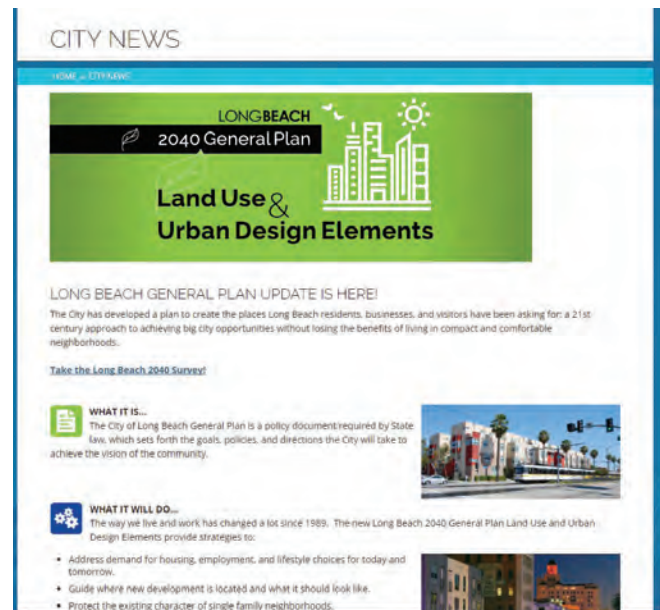 CITY NEWS
HOME » CITY NEWS
LONGBEACH
2040 General Plan
Land Use &
Urban Design Elements
LONG BEACH GENERAL PLAN UPDATE IS HERE!
The City has developed a plan to create the places Long Beach residents, businesses, and visitors have been asking for: a 21st
century approach to achieving big city opportunities without losing the benefits of living in compact and comfortable
neighborhoods.
Take the Long Beach 2040 Survey!
WHAT IT IS...
The City of Long Beach General Plan is a policy document required by State
law, which sets forth the goals, policies, and directions the City will take to
achieve the vision of the community.
WHAT IT WILL DO...
The way we live and work has changed a lot since 1989. The new Long Beach 2040 General Plan Land Use and Urban
Design Elements provide strategies to:
• Address demand for housing, employment, and lifestyle choices for today and
tomorrow.
• Guide where new development is located and what it should look like.
• Protect the existing character of single family neighborhoods.